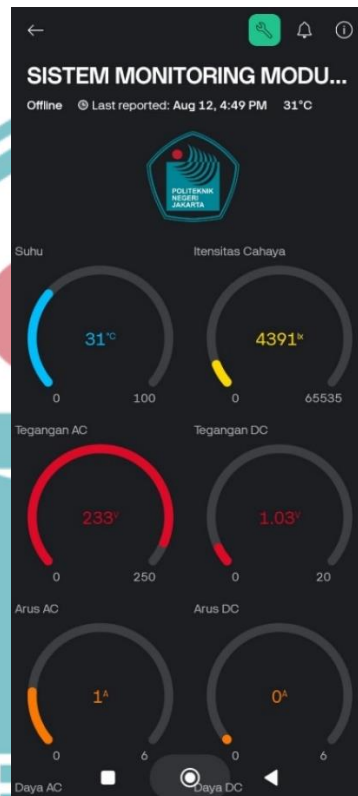 SISTEM MONITORING MODU...
Offline Last reported: Aug 12, 4:49 PM 31°C
POLITEKNIK
NEGERI
JAKARTA
Suhu Itensitas Cahaya
31°C 4391lx
0 100 0 65535
Tegangan AC Tegangan DC
233V 1.03V
0 250 0 20
Arus AC Arus DC
1A 0A
0 6 0 6
Daya AC Daya DC